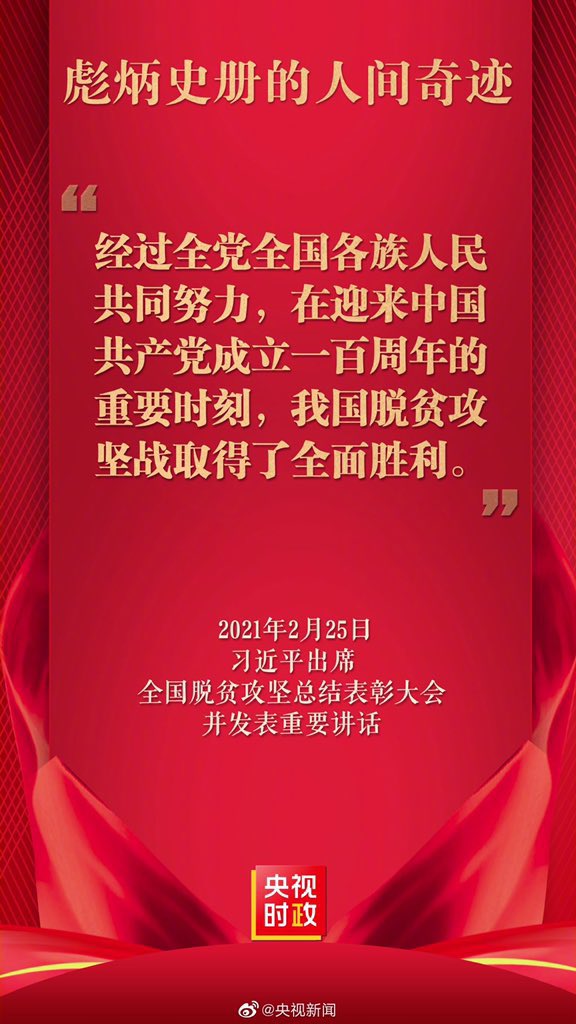 彪炳史册的人间奇迹
“
经过全党全国各族人民
共同努力，在迎来中国
共产党成立一百周年的
重要时刻，我国脱贫攻
坚战取得了全面胜利。
”
2021年2月25日
习近平出席
全国脱贫攻坚总结表彰大会
并发表重要讲话
央视
时政
@央视新闻